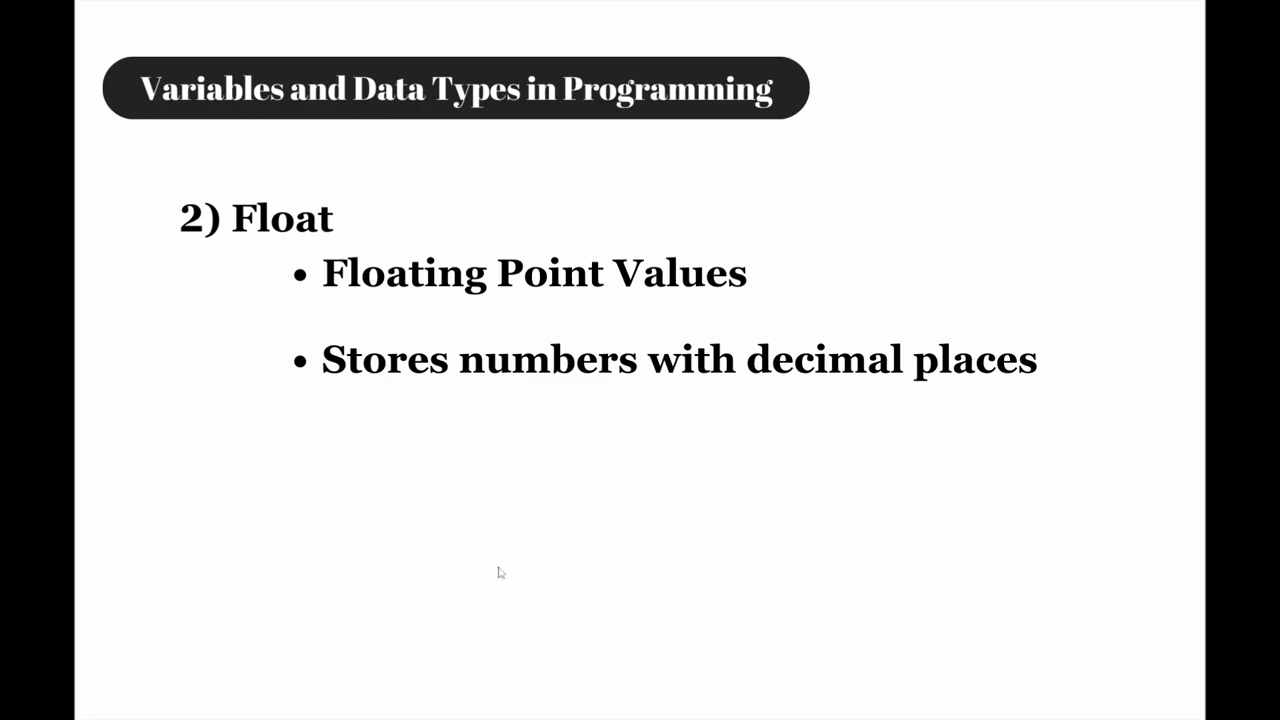 Variables and Data Types in Programming
2) Float
• Floating Point Values
• Stores numbers with decimal places